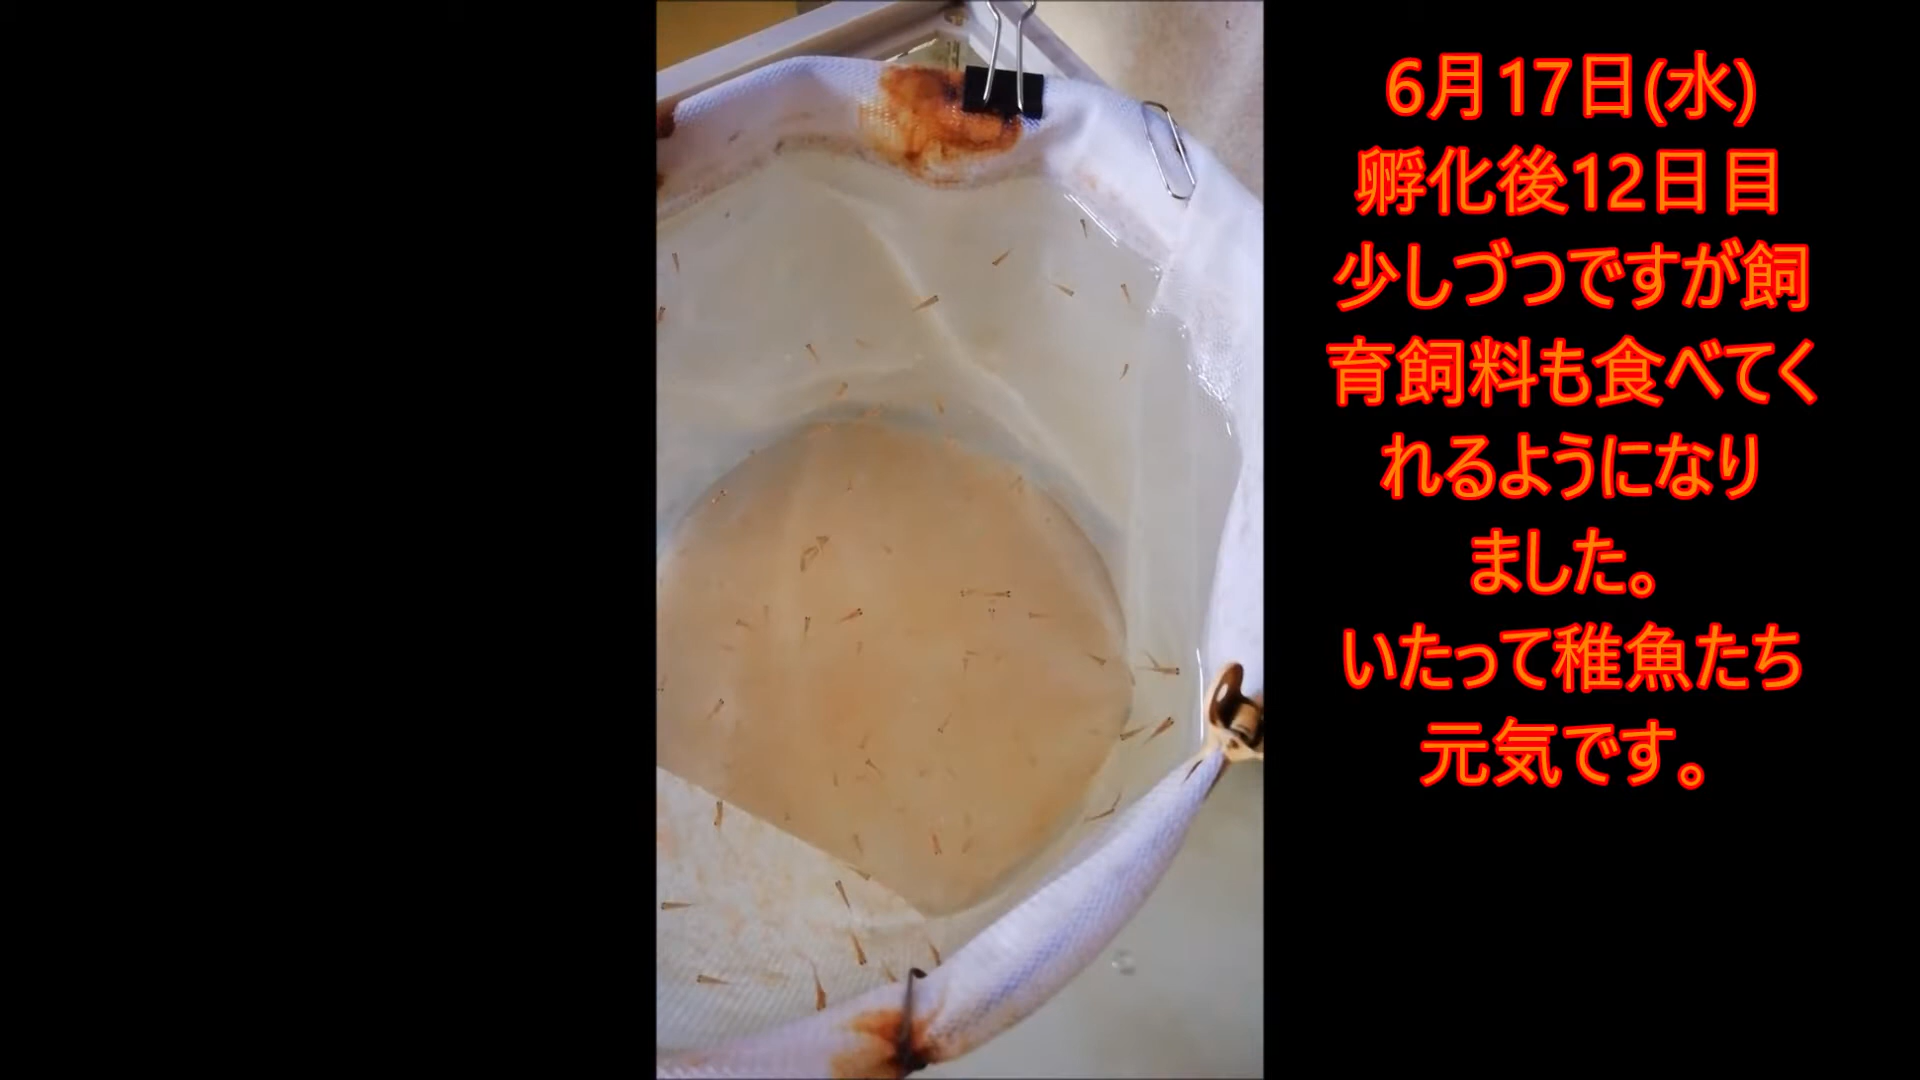 6月17日(水)
孵化後12日目
少しづつですが飼
育飼料も食べてく
れるようになり
ました。
いたって稚魚たち
元気です。